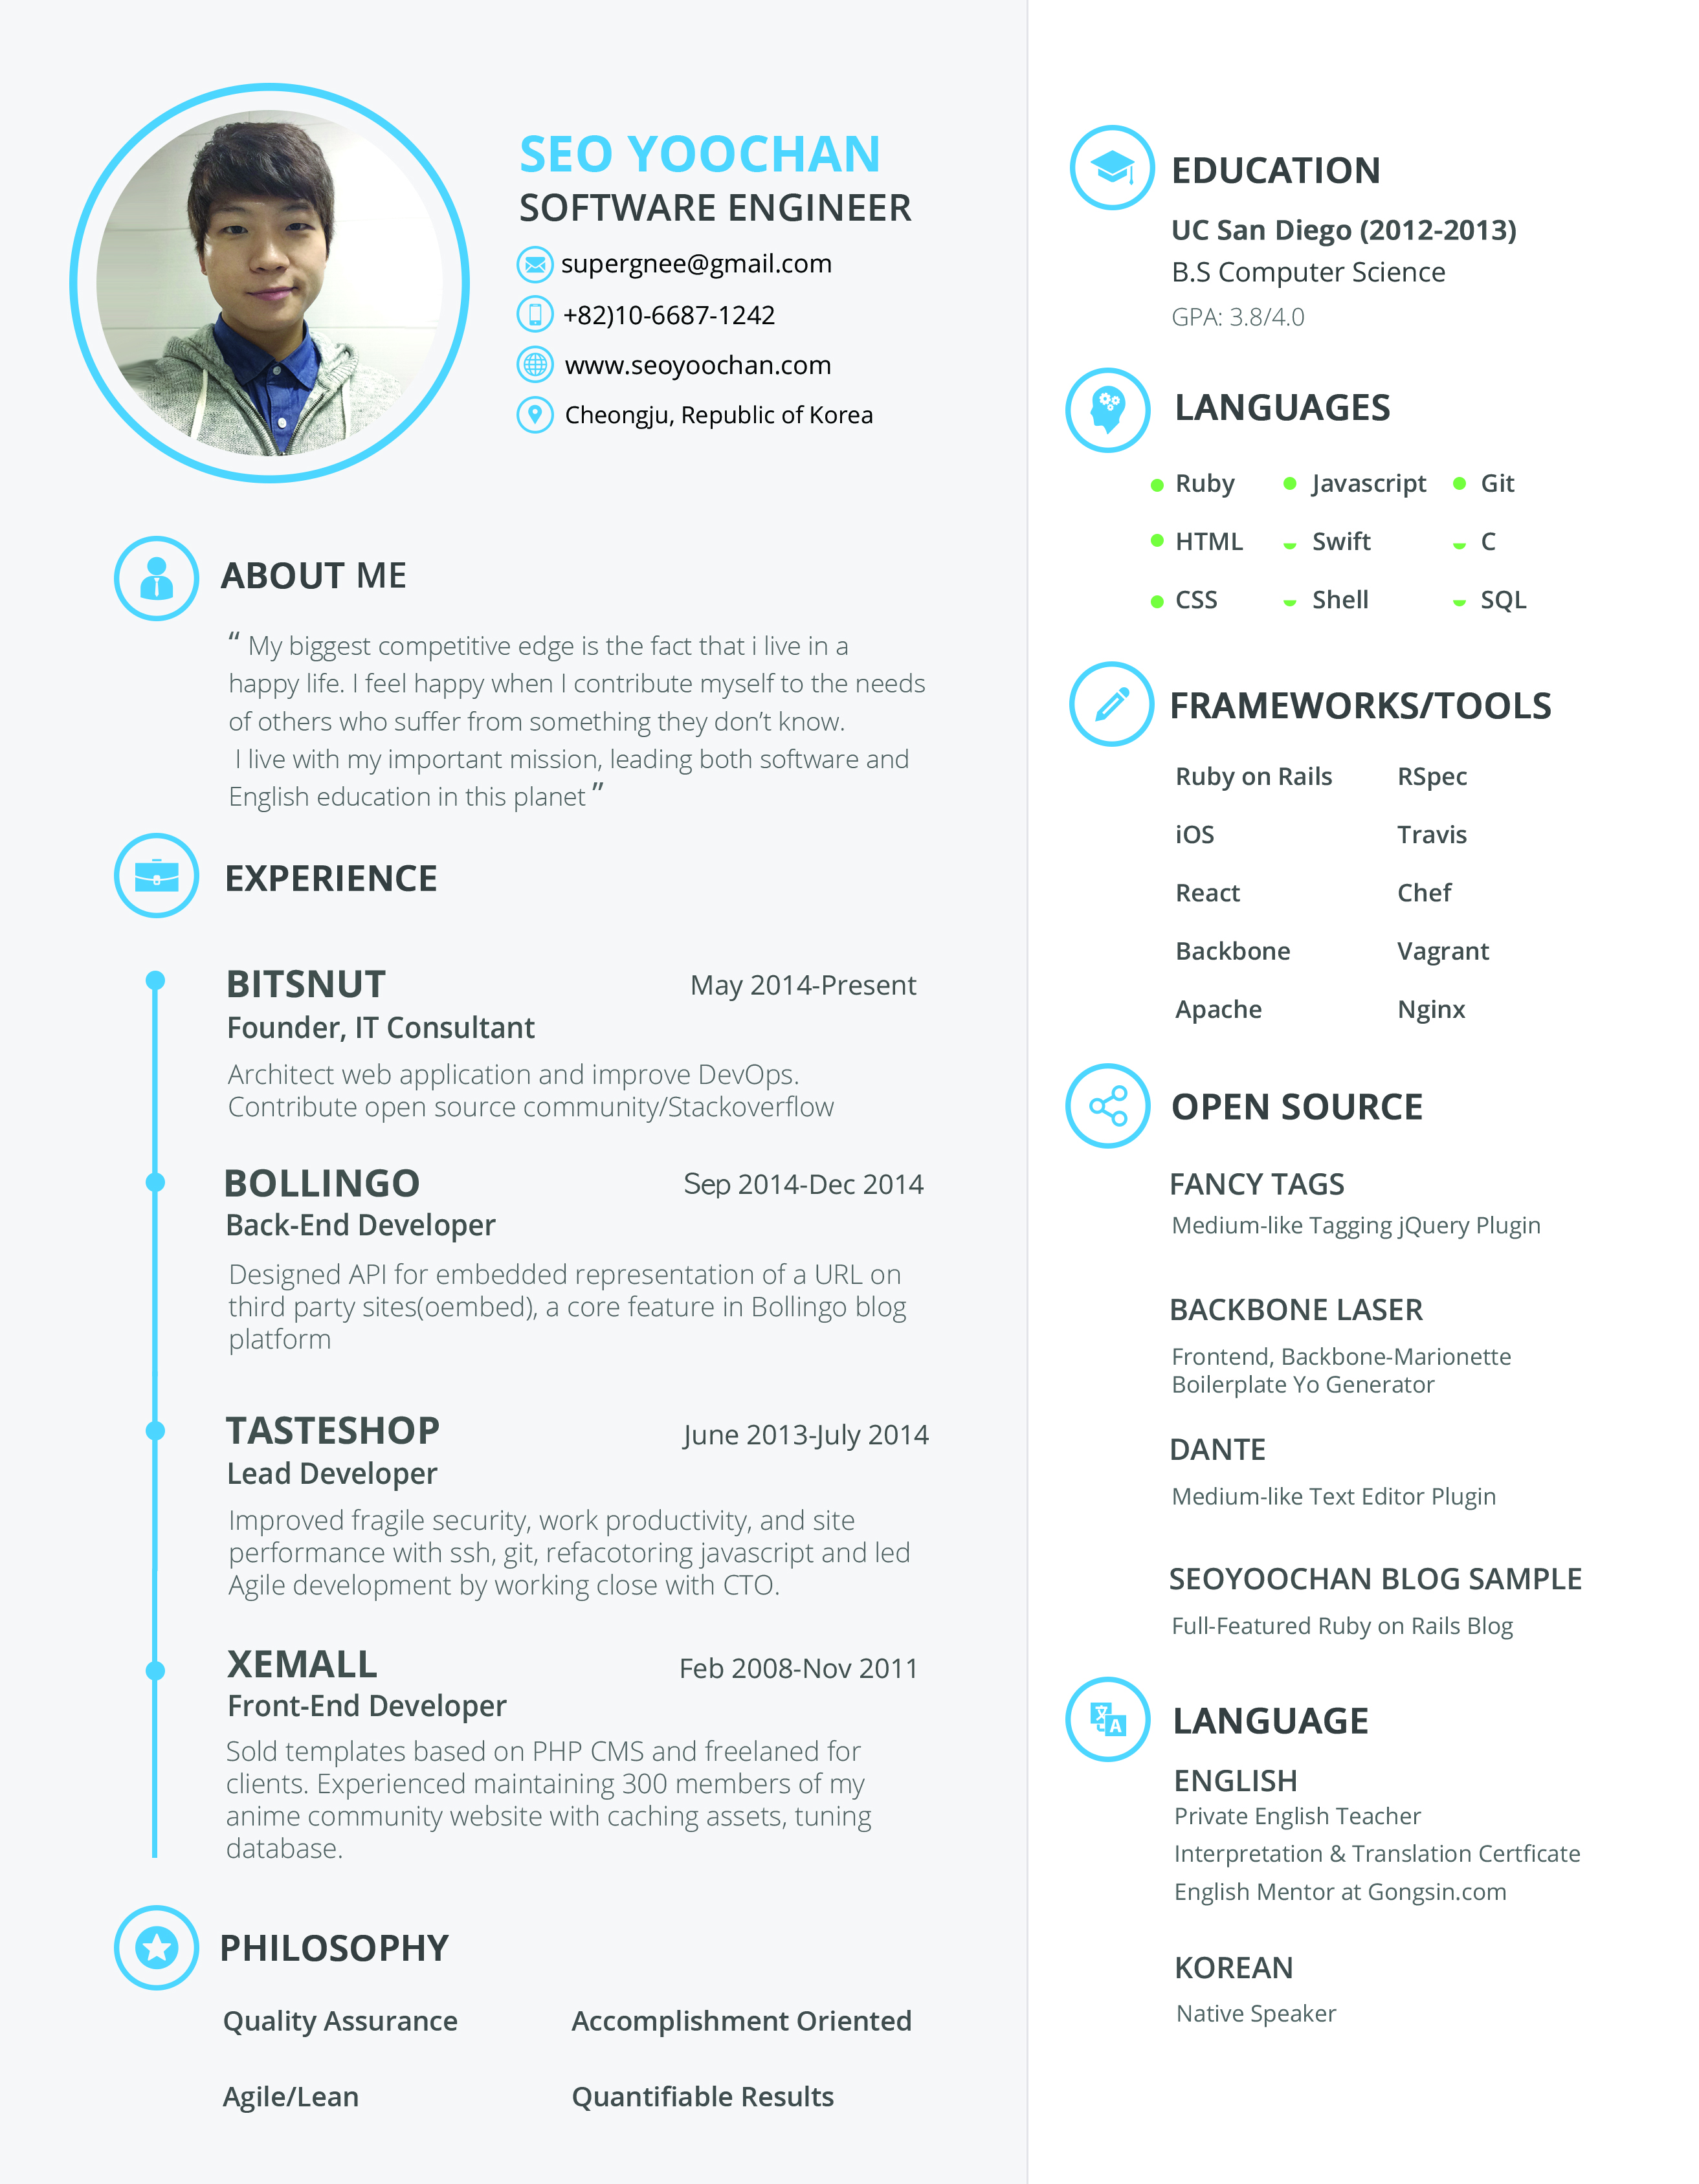 SEO YOOCHAN
SOFTWARE ENGINEER
supergnee@gmail.com
+82)10-6687-1242
www.seoyoochan.com
Cheongju, Republic of Korea
ABOUT ME
“ My biggest competitive edge is the fact that i live in a
happy life. I feel happy when I contribute myself to the needs
of others who suffer from something they don’t know.
I live with my important mission, leading both software and
English education in this planet ”
EXPERIENCE
BITSNUT May 2014-Present
Founder, IT Consultant
Architect web application and improve DevOps.
Contribute open source community/Stackoverflow
BOLLINGO Sep 2014-Dec 2014
Back-End Developer
Designed API for embedded representation of a URL on
third party sites(oembed), a core feature in Bollingo blog
platform
TASTESHOP June 2013-July 2014
Lead Developer
Improved fragile security, work productivity, and site
performance with ssh, git, refacotoring javascript and led
Agile development by working close with CTO.
XEMALL Feb 2008-Nov 2011
Front-End Developer
Sold templates based on PHP CMS and freelaned for
clients. Experienced maintaining 300 members of my
anime community website with caching assets, tuning
database.
PHILOSOPHY
Quality Assurance Accomplishment Oriented
Agile/Lean Quantifiable Results
EDUCATION
UC San Diego (2012-2013)
B.S Computer Science
GPA: 3.8/4.0
LANGUAGES
Ruby Javascript Git
HTML Swift C
CSS Shell SQL
FRAMEWORKS/TOOLS
Ruby on Rails RSpec
iOS Travis
React Chef
Backbone Vagrant
Apache Nginx
OPEN SOURCE
FANCY TAGS
Medium-like Tagging jQuery Plugin
BACKBONE LASER
Frontend, Backbone-Marionette
Boilerplate Yo Generator
DANTE
Medium-like Text Editor Plugin
SEOYOOCHAN BLOG SAMPLE
Full-Featured Ruby on Rails Blog
LANGUAGE
ENGLISH
Private English Teacher
Interpretation & Translation Certficate
English Mentor at Gongsin.com
KOREAN
Native Speaker